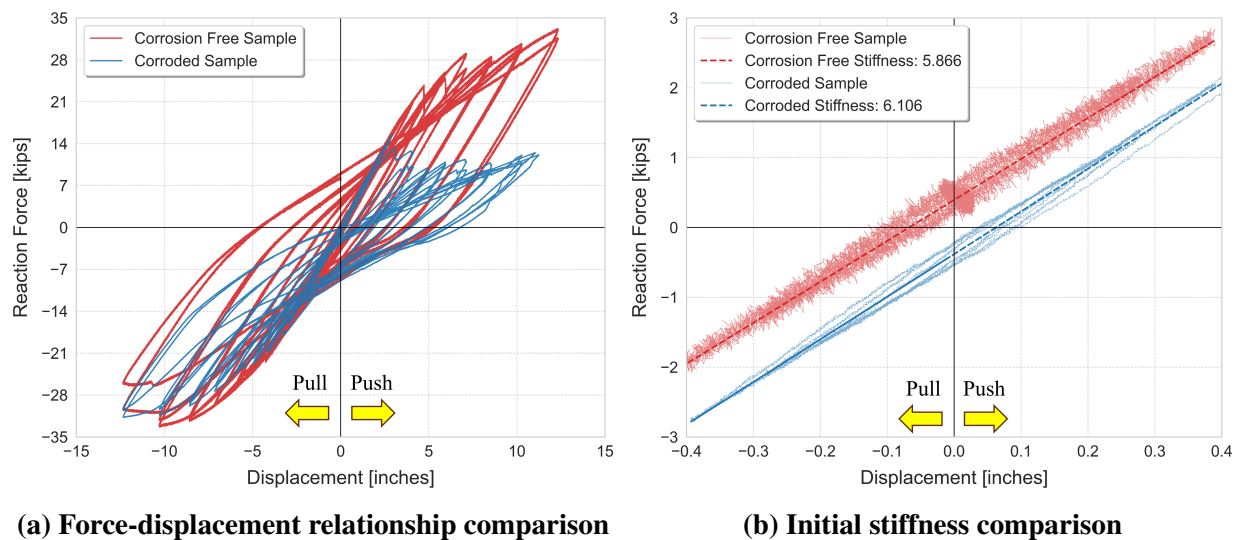 Corrosion Free Sample
Corroded Sample
Reaction Force [kips]
35
28
21
14
7
0
−7
−14
−21
−28
−35
Pull
Push
−15
−10
−5
0
5
10
15
Displacement [inches]
(a) Force-displacement relationship comparison
Corrosion Free Sample
Corrosion Free Stiffness: 5.866
Corroded Sample
Corroded Stiffness: 6.106
Reaction Force [kips]
3
2
1
0
−1
−2
−3
Pull
Push
−0.4
−0.3
−0.2
−0.1
0.0
0.1
0.2
0.3
0.4
Displacement [inches]
(b) Initial stiffness comparison